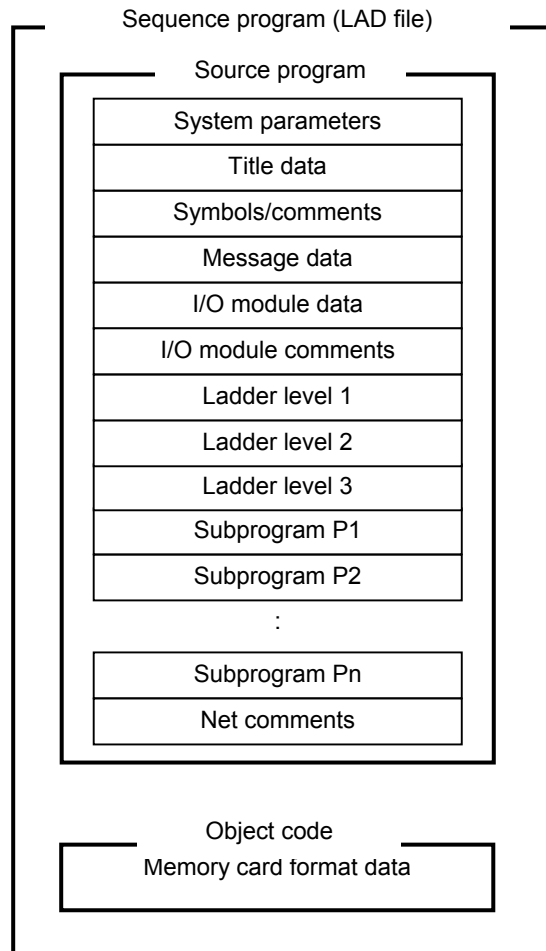 Sequence program (LAD file)
Source program
System parameters
Title data
Symbols/comments
Message data
I/O module data
I/O module comments
Ladder level 1
Ladder level 2
Ladder level 3
Subprogram P1
Subprogram P2
:
Subprogram Pn
Net comments
Object code
Memory card format data